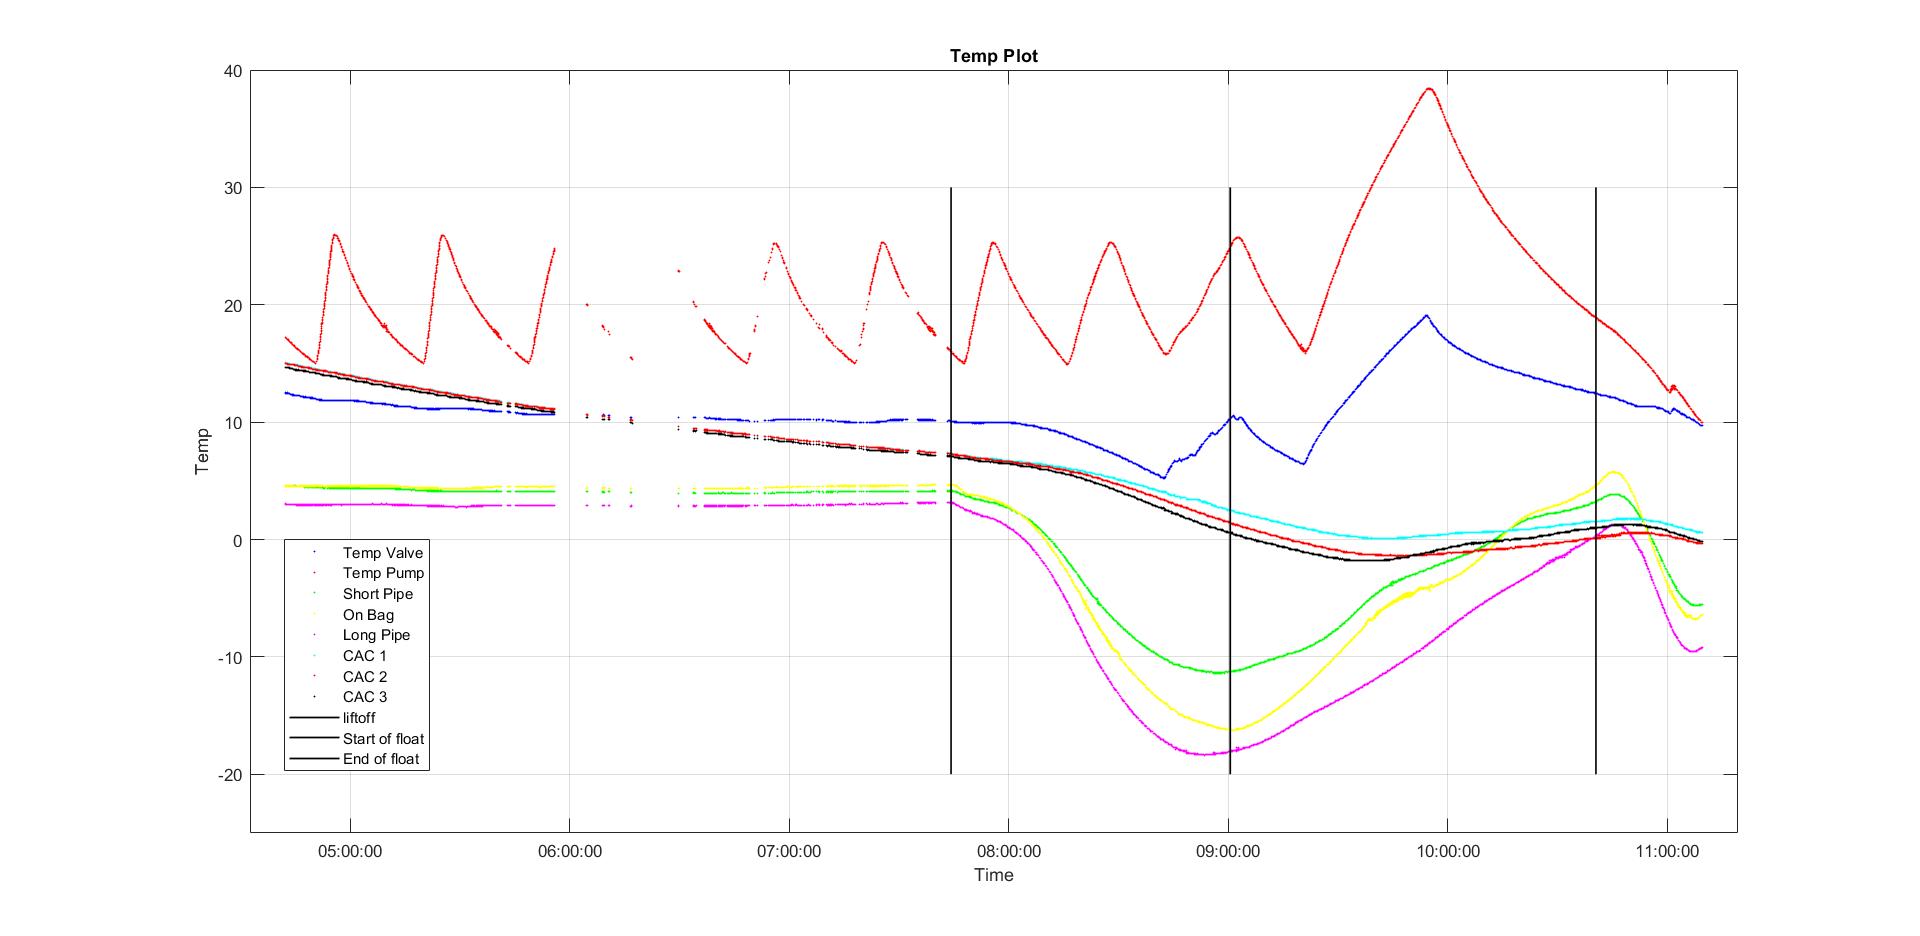 Temp Plot
40
30
20
10
0
-10
-20
Temp
Temp Valve
Temp Pump
Short Pipe
On Bag
Long Pipe
CAC 1
CAC 2
CAC 3
liftoff
Start of float
End of float
05:00:00 06:00:00 07:00:00 08:00:00 09:00:00 10:00:00 11:00:00
Time